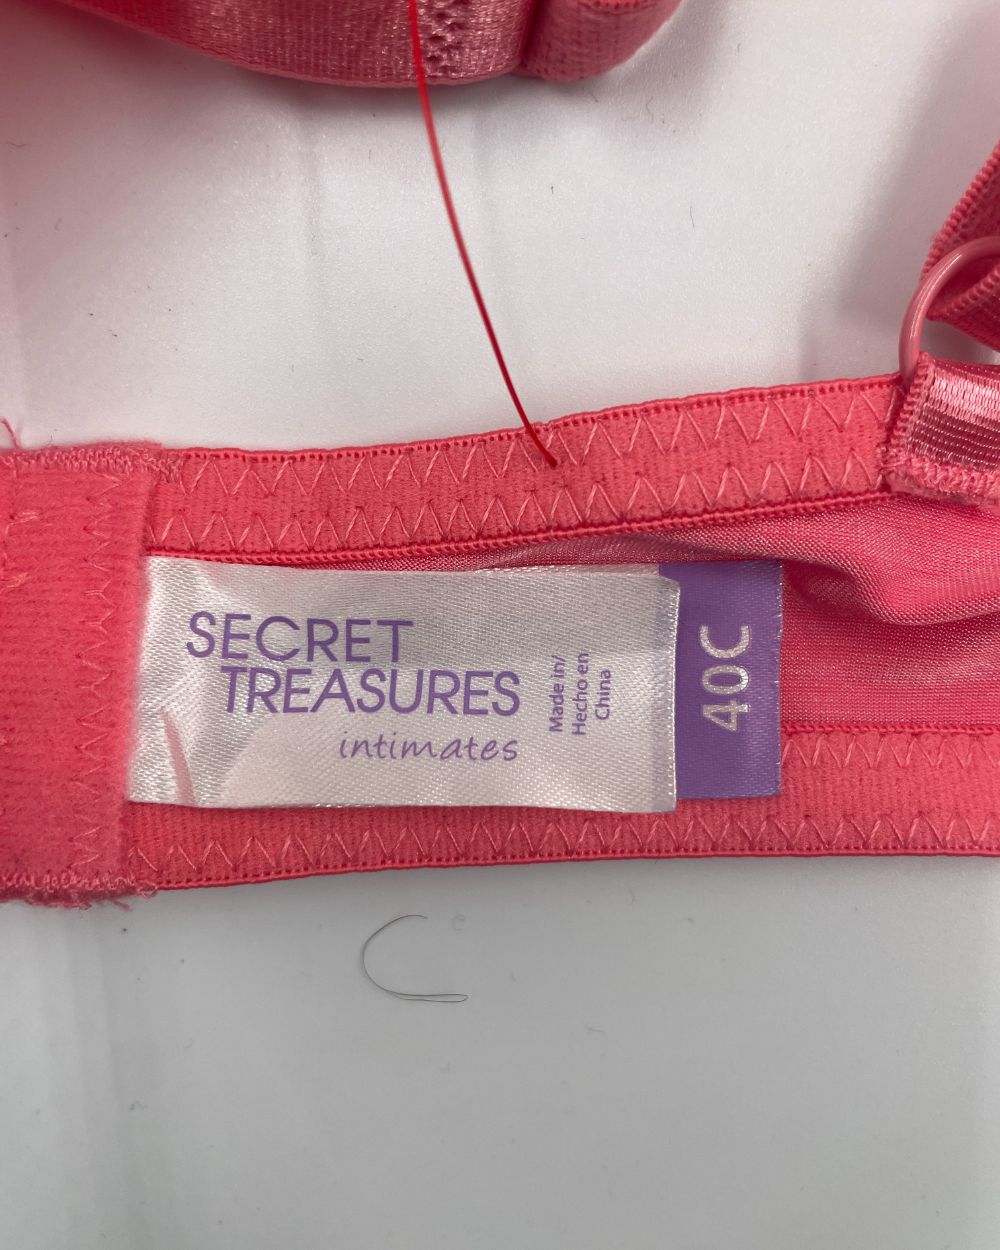 SECRET
TREASURES
intimates
Made in/
Hecho en
China
40C